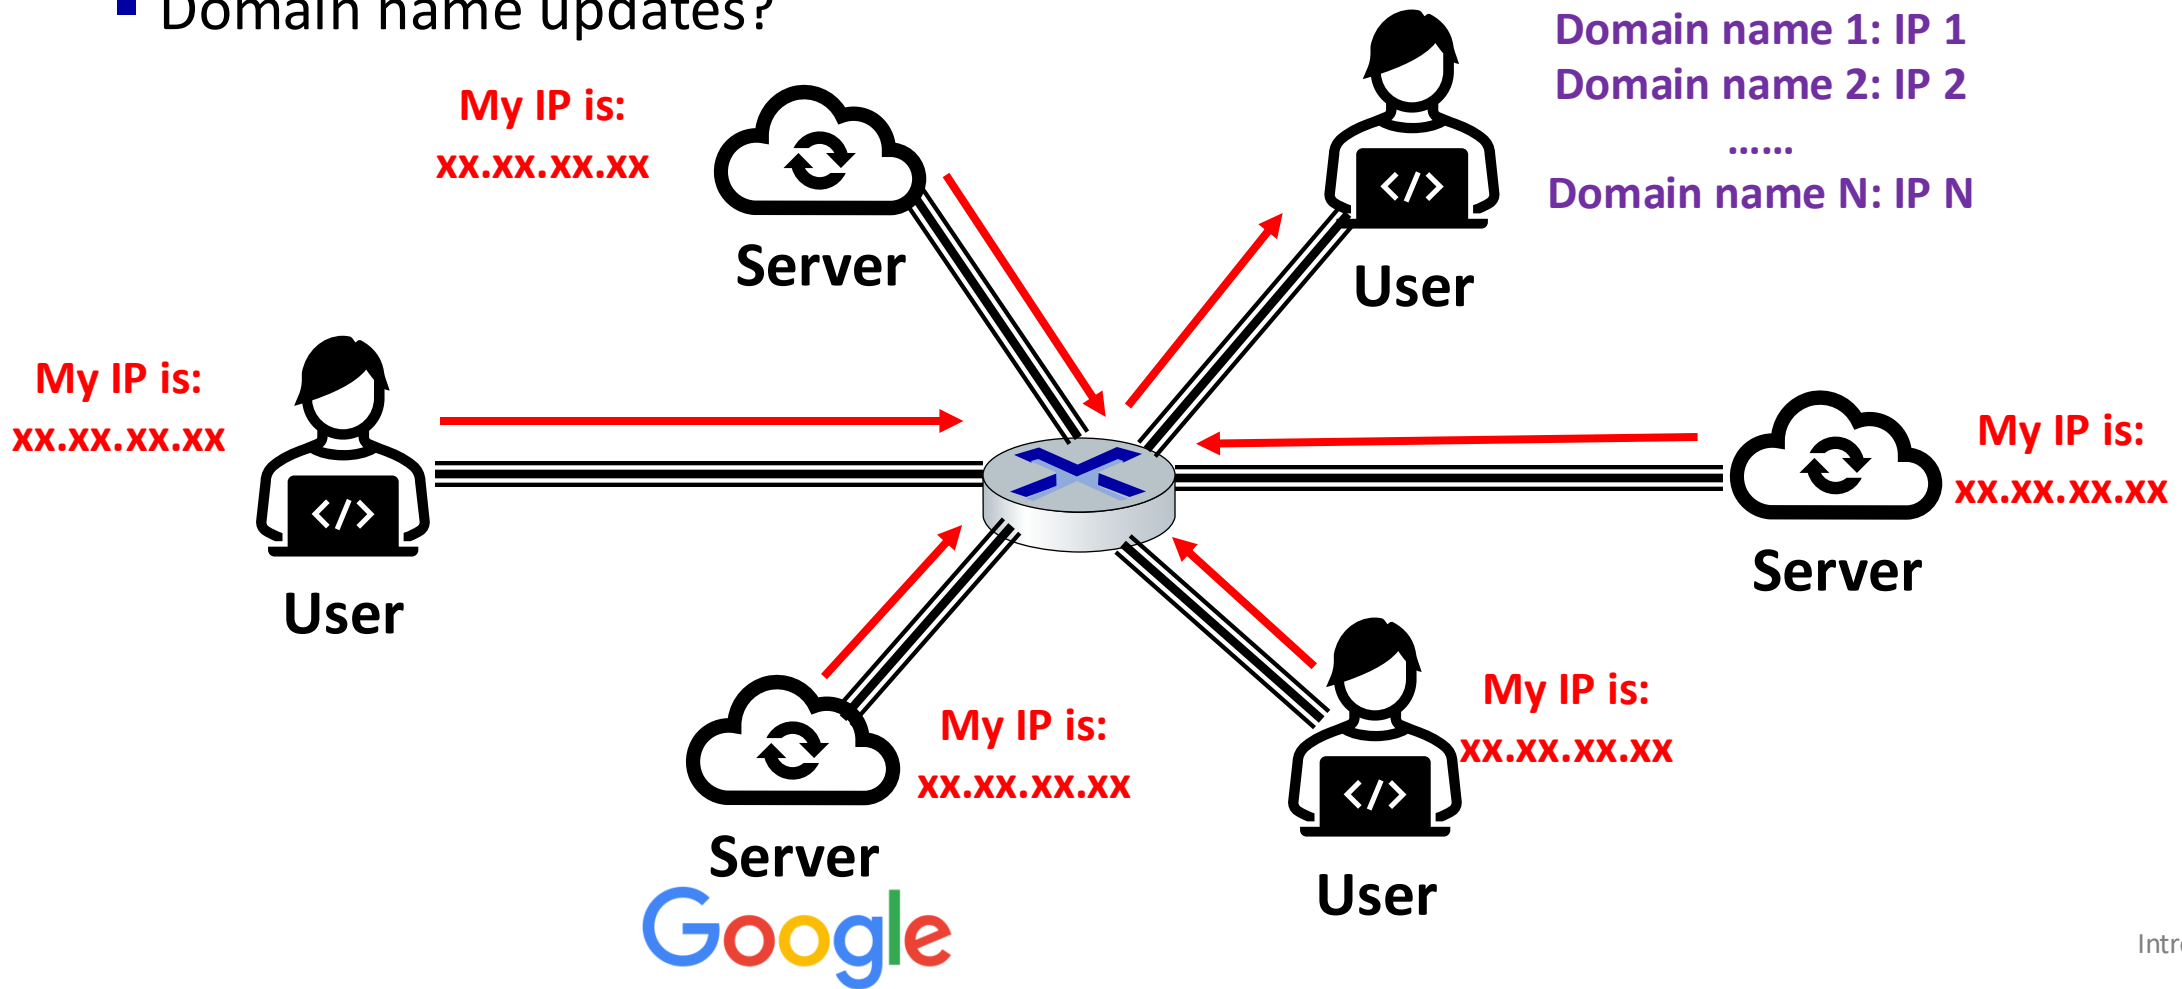 Domain name updates?
Domain name 1: IP 1
Domain name 2: IP 2
......
Domain name N: IP N
My IP is:
xx.xx.xx.xx
Server
User
My IP is:
xx.xx.xx.xx
User
My IP is:
xx.xx.xx.xx
Server
</>
</>
</>
My IP is:
xx.xx.xx.xx
Server
Google
My IP is:
xx.xx.xx.xx
User